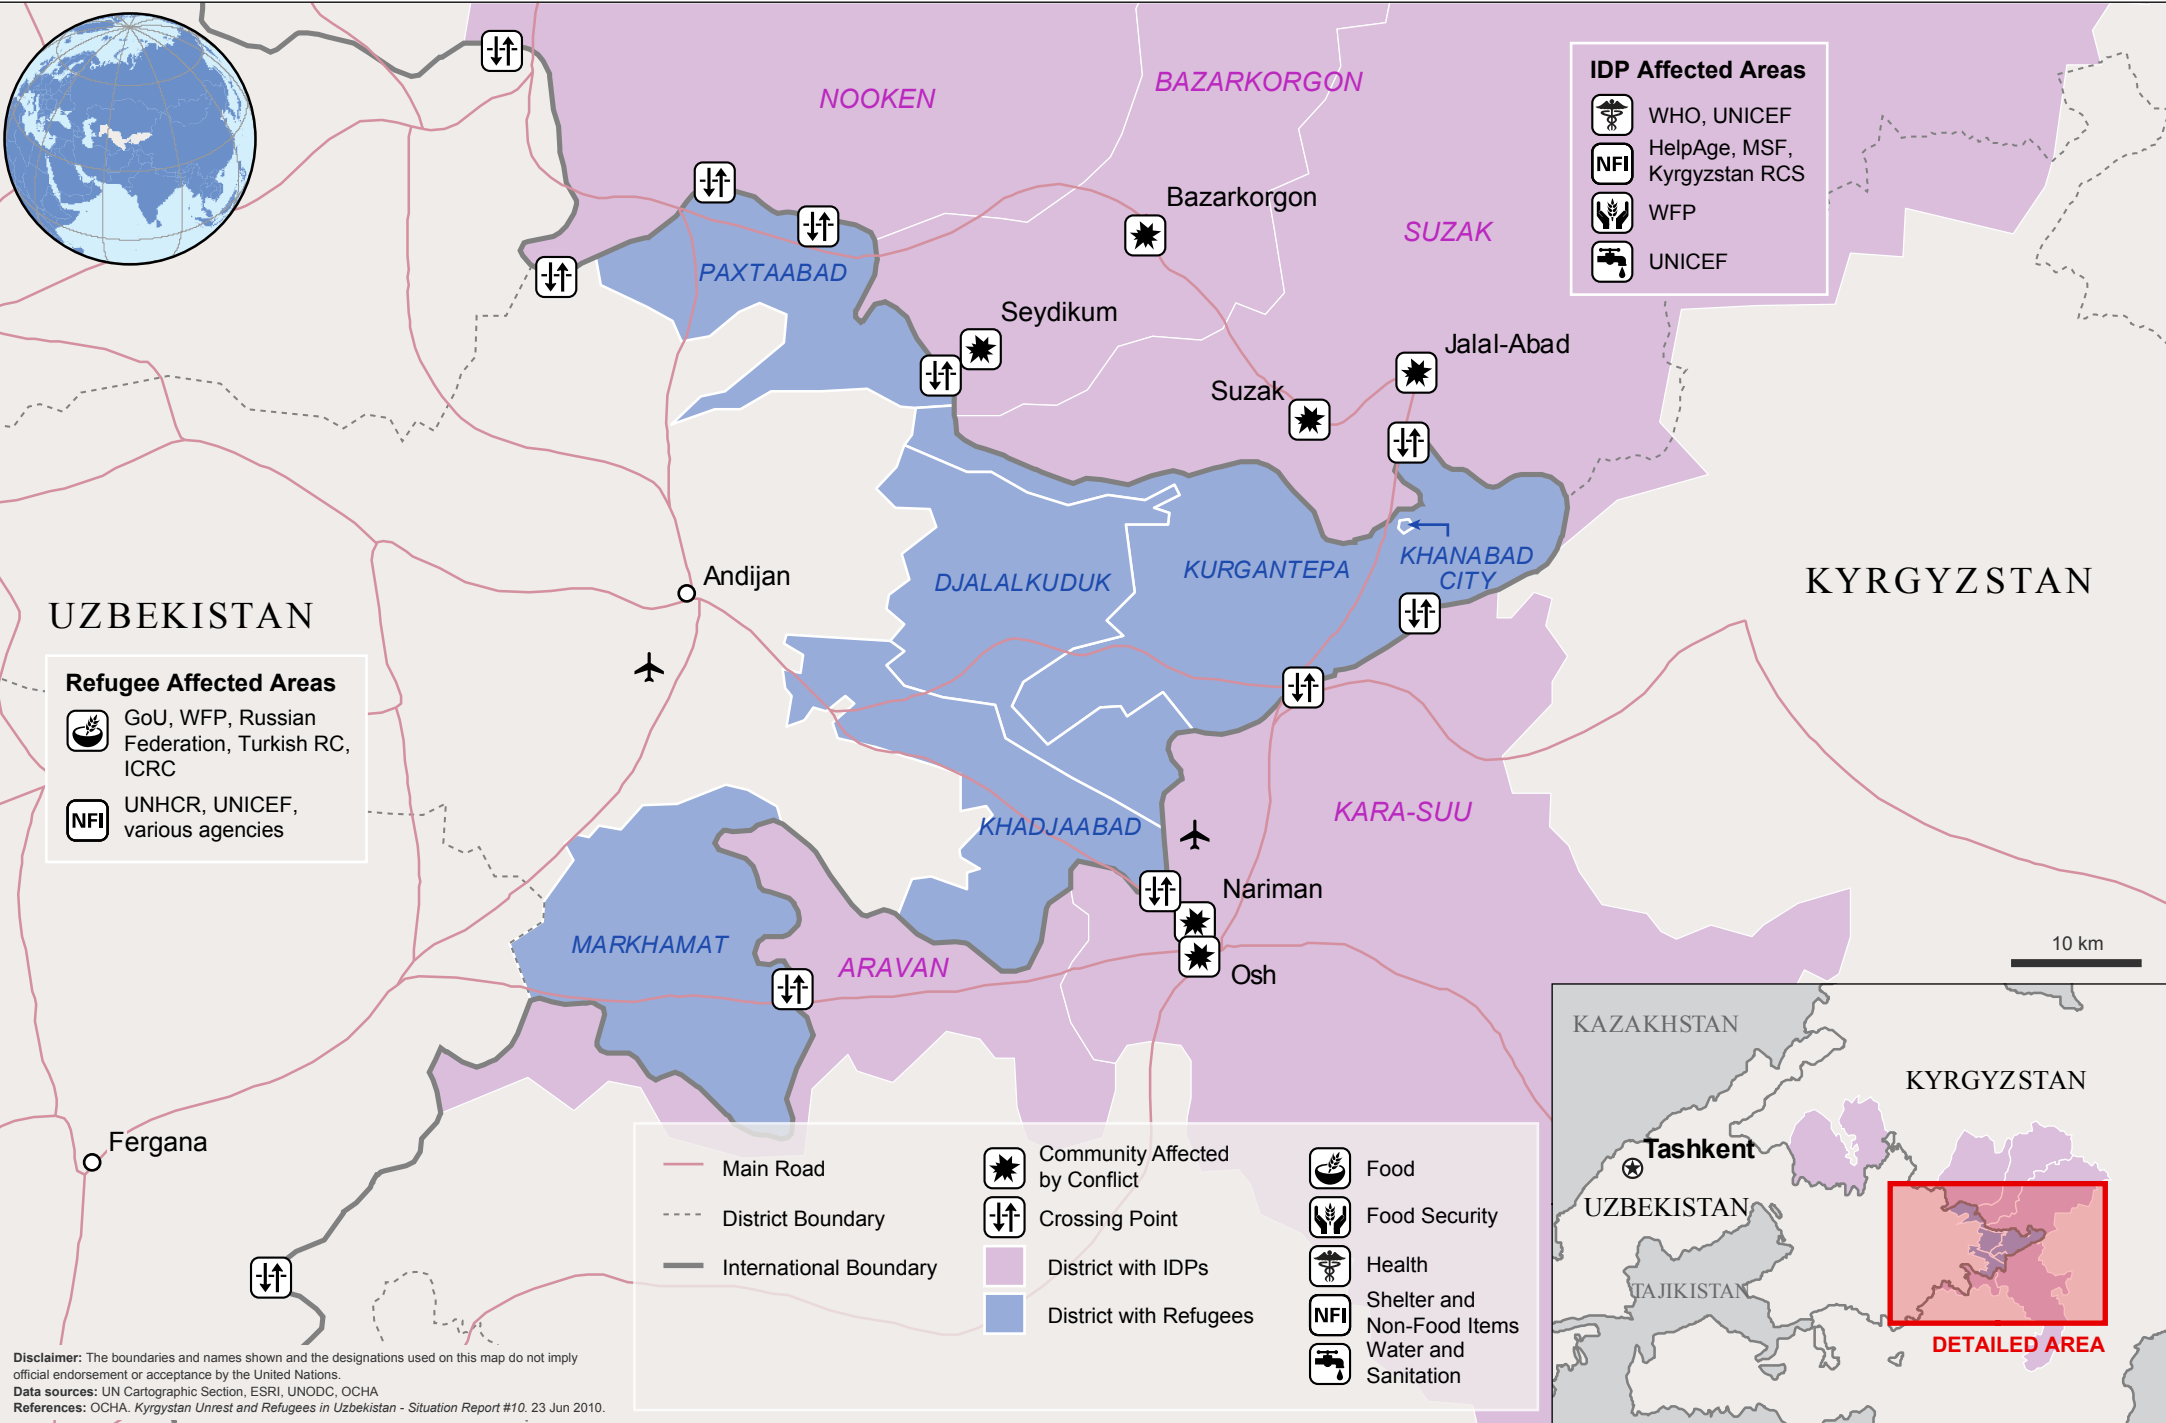 NOOKEN
BAZARKORGON
IDP Affected Areas
WHO, UNICEF
NFI
HelpAge, MSF,
Kyrgyzstan RCS
WFP
UNICEF
Bazarkorgon
SUZAK
PAXTAABAD
Seydikum
Jalal-Abad
Suzak
Andijan
DJALALKUDUK
KURGANTEPA
KHANABAD
CITY
KYRGYZSTAN
UZBEKISTAN
Refugee Affected Areas
GoU, WFP, Russian
Federation, Turkish RC,
ICRC
NFI
UNHCR, UNICEF,
various agencies
KHADJAABAD
KARA-SUU
Nariman
MARKHAMAT
ARAVAN
Osh
10 km
Fergana
Main Road
District Boundary
International Boundary
Community Affected
by Conflict
Crossing Point
District with IDPs
District with Refugees
Food
Food Security
Health
NFI
Shelter and
Non-Food Items
Water and
Sanitation
KAZAKHSTAN
KYRGYZSTAN
Tashkent
UZBEKISTAN
TAJIKISTAN
DETAILED AREA
Disclaimer: The boundaries and names shown and the designations used on this map do not imply
official endorsement or acceptance by the United Nations.
Data sources: UN Cartographic Section, ESRI, UNODC, OCHA
References: OCHA. Kyrgystan Unrest and Refugees in Uzbekistan - Situation Report #10. 23 Jun 2010.